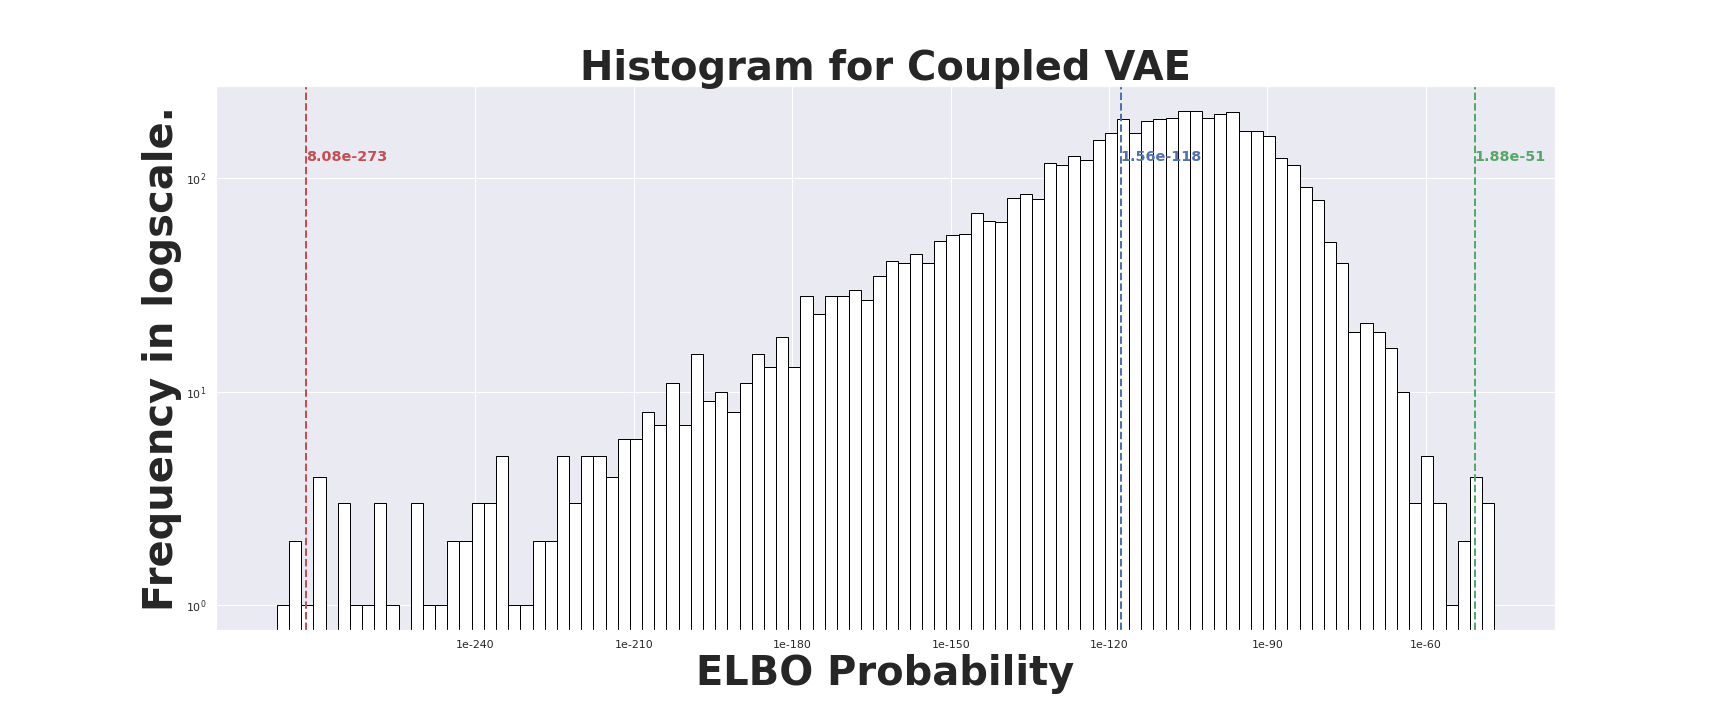 Histogram for Coupled VAE
Frequency in logscale.
10²
10¹
10⁰
8.08e-273
1.56e-118
1.88e-51
1e-240
1e-210
1e-180
1e-150
1e-120
1e-90
1e-60
ELBO Probability